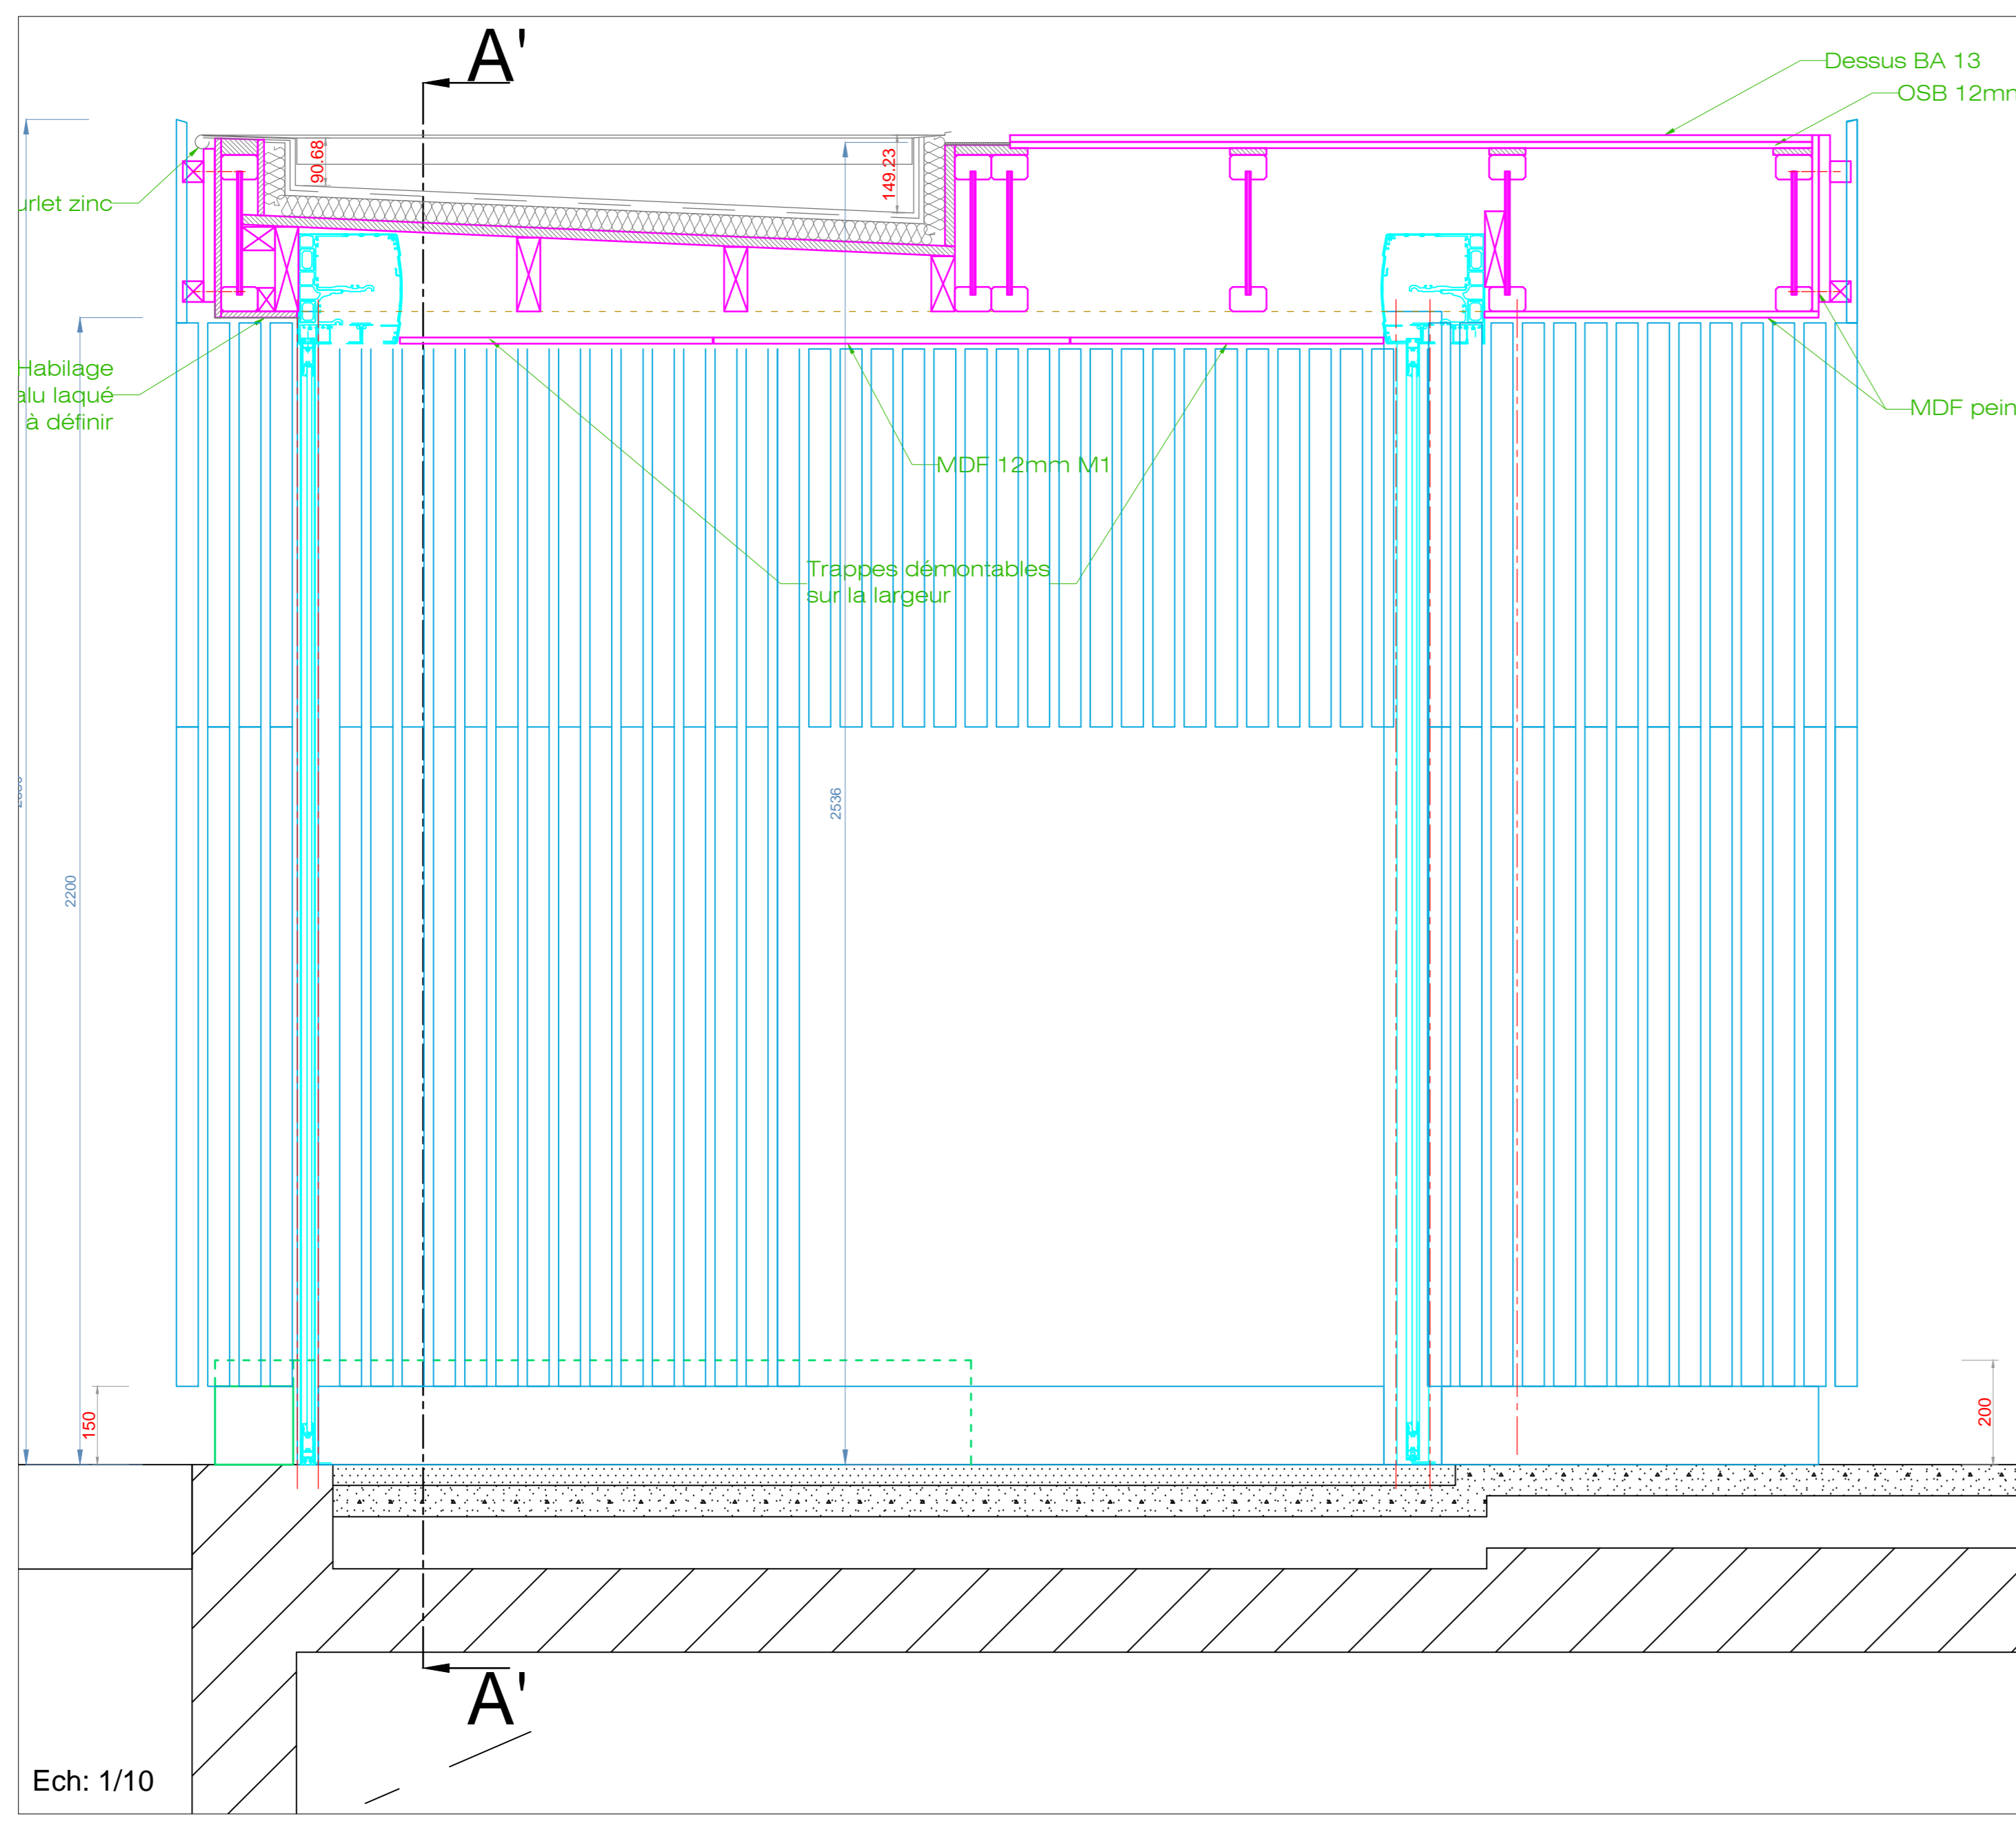 A'
Dessus BA 13
OSB 12mm
90.68
149.23
urlet zinc
Habilage
alu laqué
à définir
MDF pein
MDF 12mm M1
Trappes démontables
sur la largeur
2536
2200
150
200
A'
Ech: 1/10